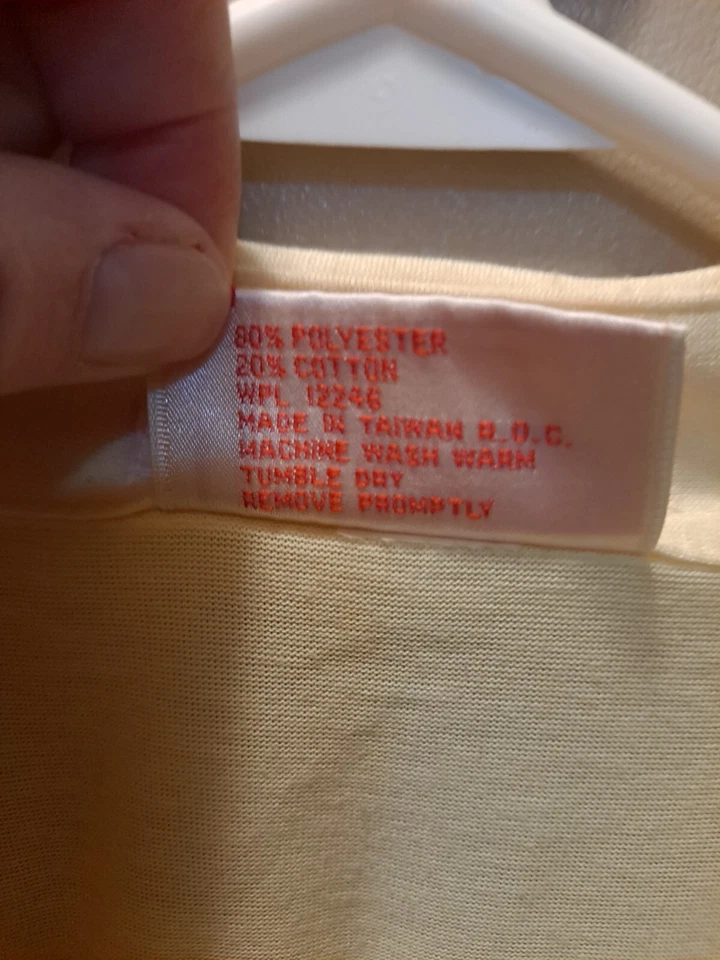 80% POLYESTER
20% COTTON
WPL 12246
MADE IN TAIWAN R.O.C.
MACHINE WASH WARM
TUMBLE DRY
REMOVE PROMPTLY